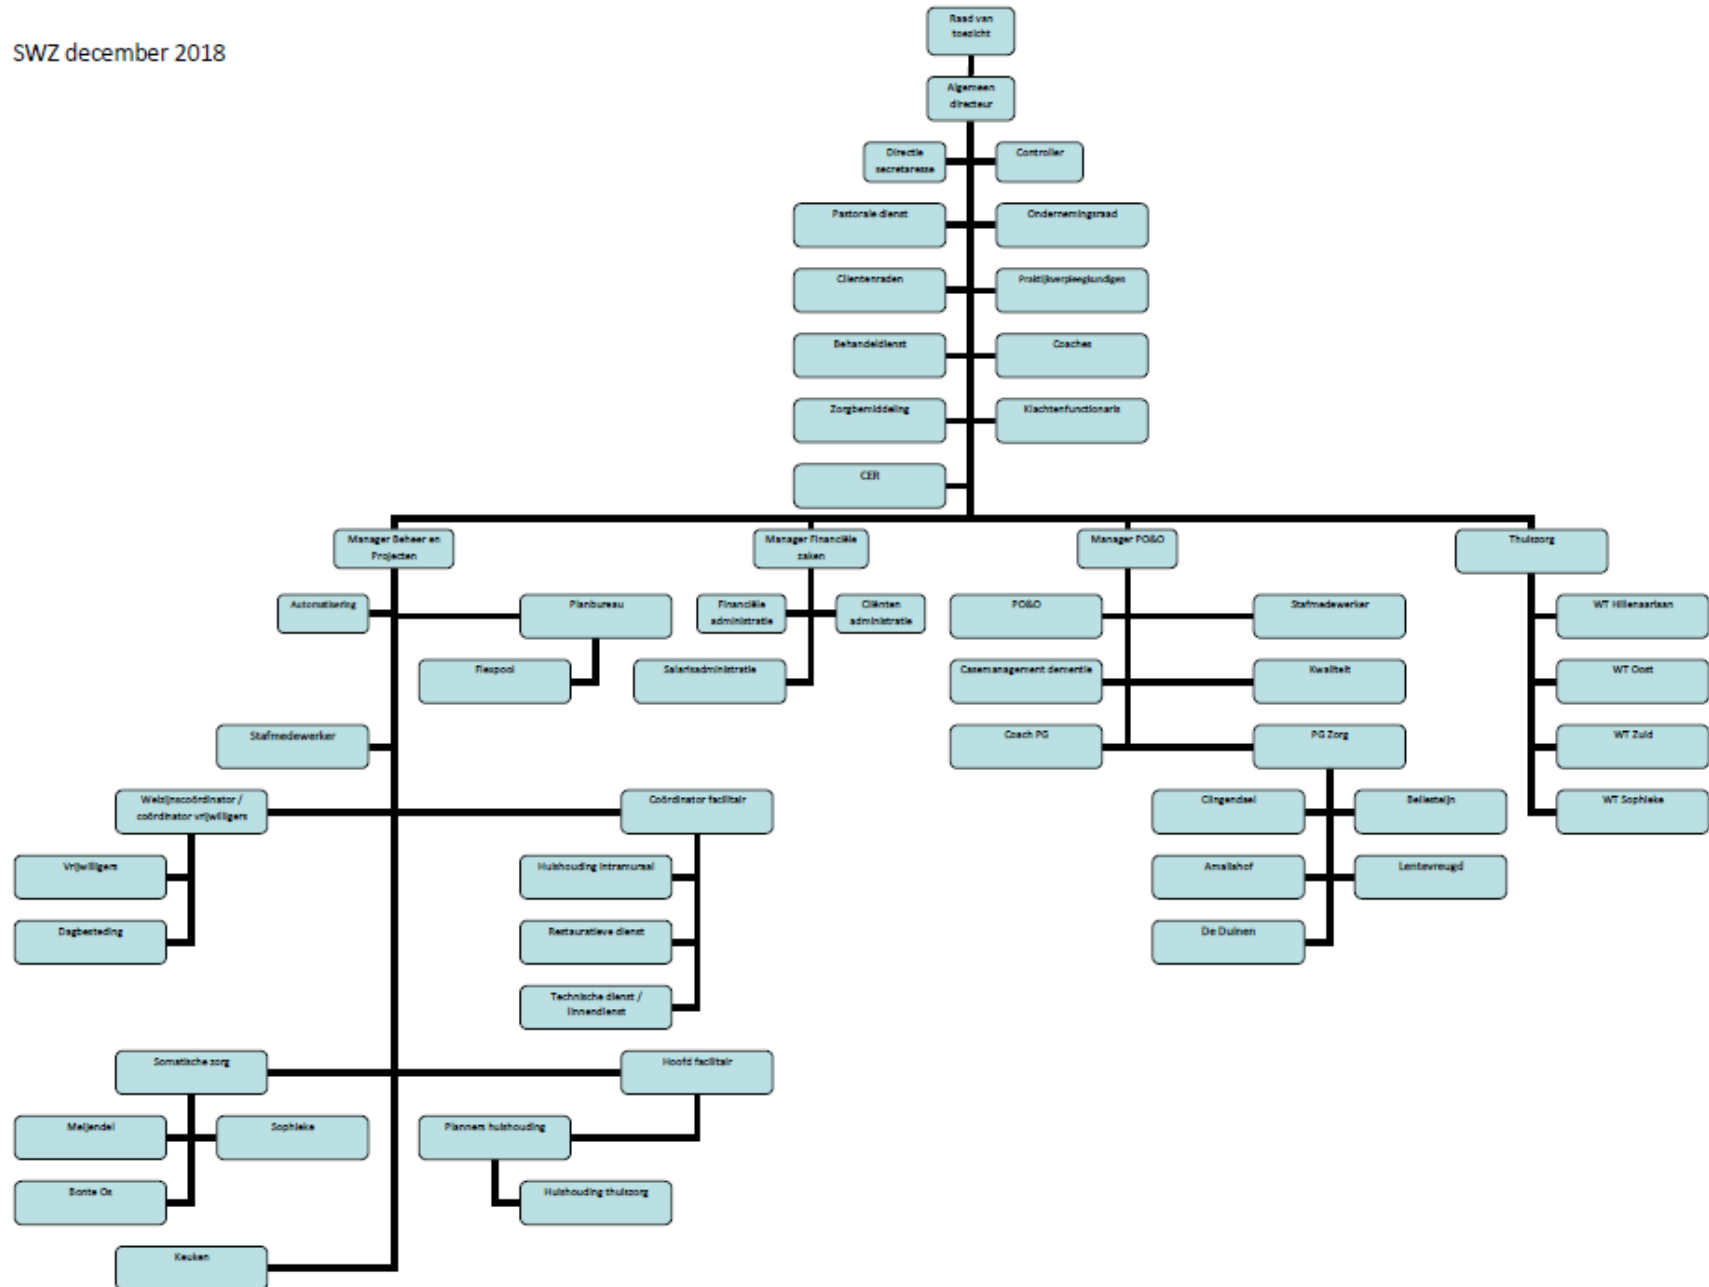 SWZ december 2018
Raad van
toezicht
Algemeen
directeur
Directie
secretaresse
Controller
Pastorale dienst
Ondernemingsraad
Clientenraden
Praktijkverpleegkundigen
Behandeldienst
Coaches
Zorgbemiddeling
Klachtenfunctionaris
CER
Manager Beheer en
Projecten
Manager Financiële
zaken
Manager PO&O
Thuiszorg
Automatisering
Planbureau
Financiële
administratie
Cliënten
administratie
PO&O
Stafmedewerker
WT Hillenaarlaan
Flexpool
Salarisadministratie
Casemanagement dementie
Kwaliteit
WT Oost
Stafmedewerker
Coach PG
PG Zorg
WT Zuid
Welzijnscoördinator /
coördinator vrijwilligers
Coördinator facilitair
Clingendael
Bellesteijn
WT Sophieke
Vrijwilligers
Huishouding intramuraal
Amaliahof
Lentevreugd
Dagbesteding
Restauratieve dienst
De Duinen
Technische dienst /
linnendienst
Somatische zorg
Hoofd facilitair
Meijendel
Sophieke
Planners huishouding
Bonte Os
Huishouding thuiszorg
Keuken